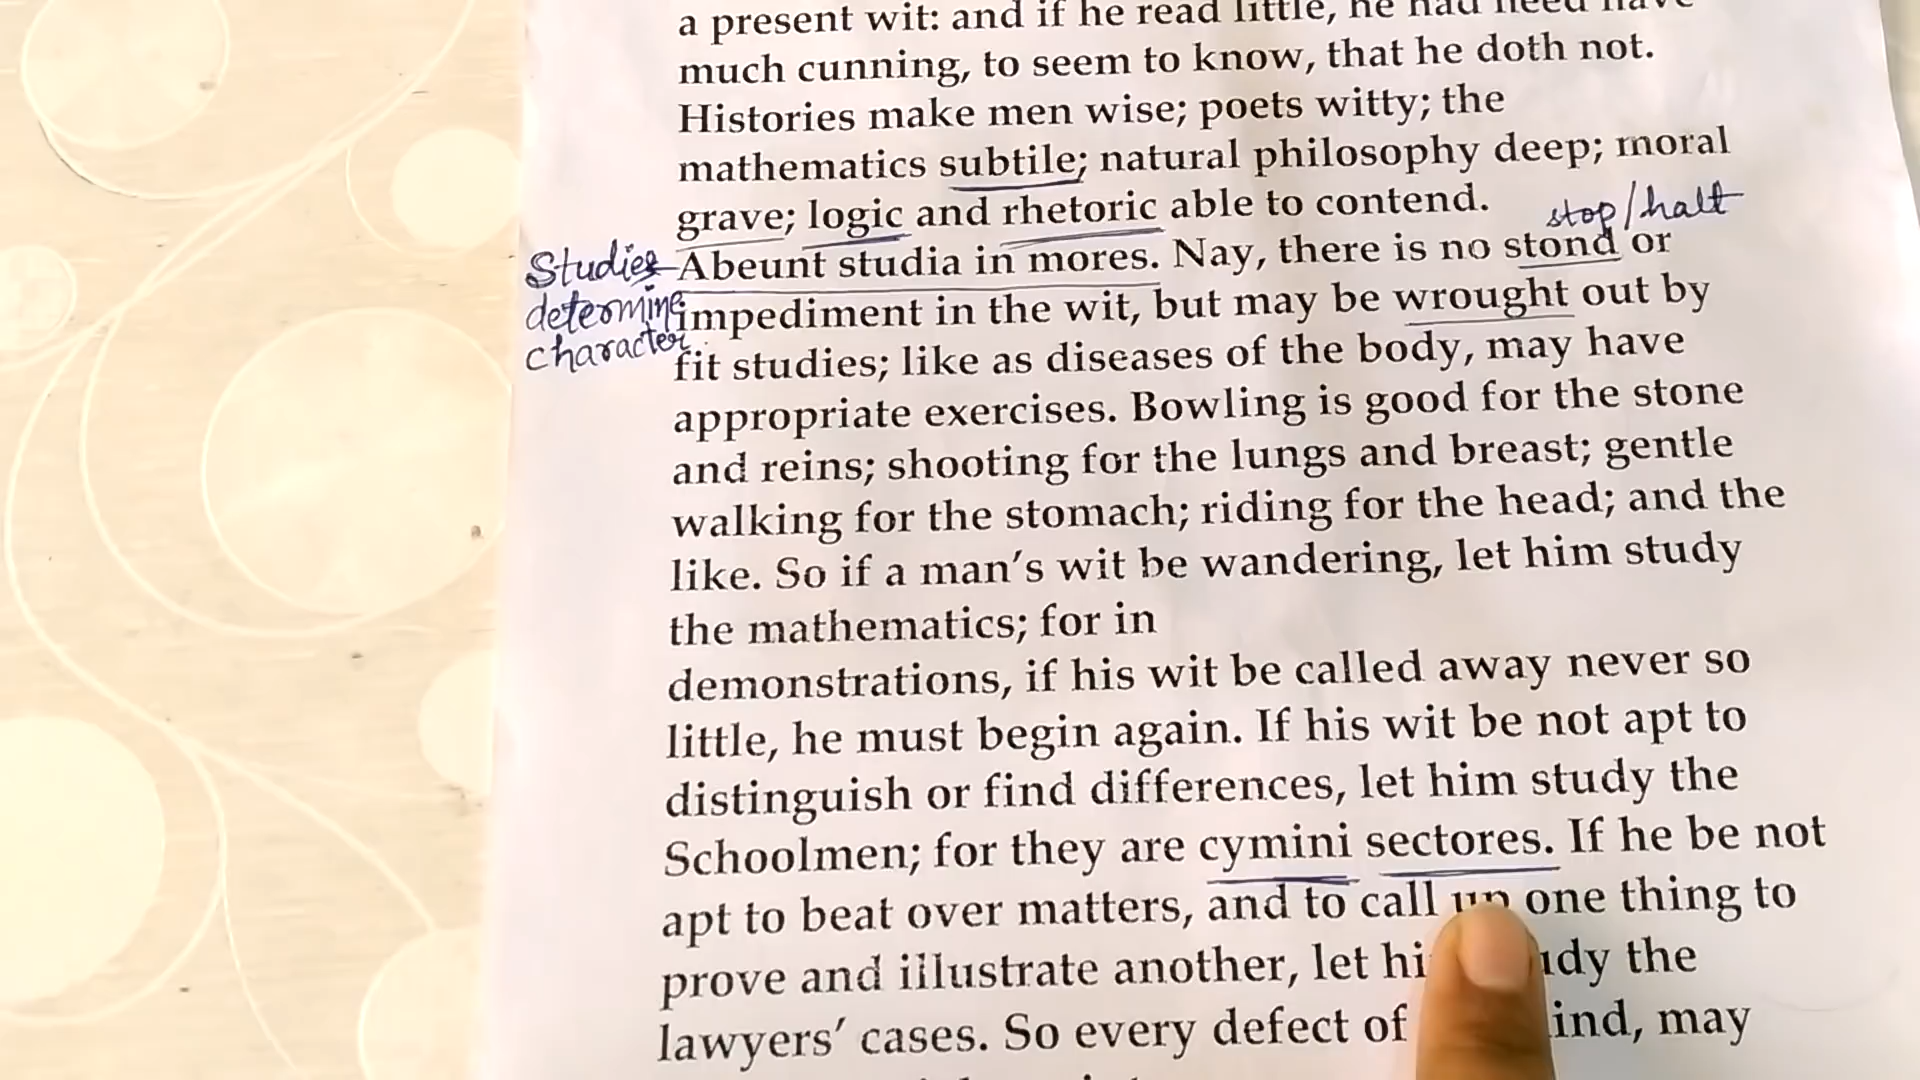 a present wit: and if he read little, he had need have
much cunning, to seem to know, that he doth not.
Histories make men wise; poets witty; the
mathematics subtile; natural philosophy deep; moral
grave; logic and rhetoric able to contend.
stop/halt
Studies Abeunt studia in mores. Nay, there is no stond or
determine impediment in the wit, but may be wrought out by
character fit studies; like as diseases of the body, may have
appropriate exercises. Bowling is good for the stone
and reins; shooting for the lungs and breast; gentle
walking for the stomach; riding for the head; and the
like. So if a man's wit be wandering, let him study
the mathematics; for in
demonstrations, if his wit be called away never so
little, he must begin again. If his wit be not apt to
distinguish or find differences, let him study the
Schoolmen; for they are cymini sectores. If he be not
apt to beat over matters, and to call up one thing to
prove and illustrate another, let the
lawyers' cases. So every defect of may